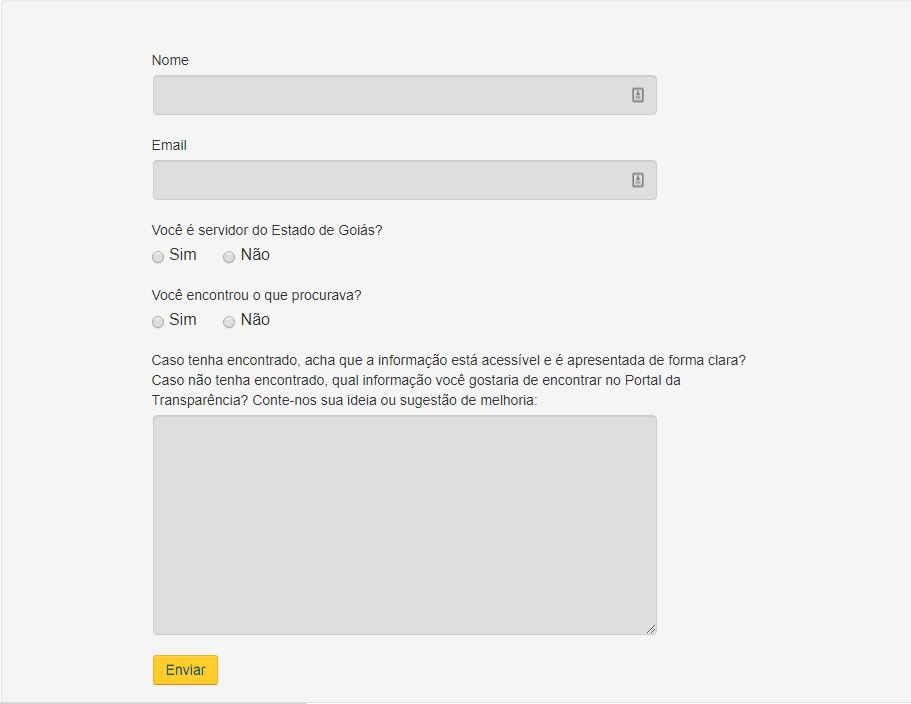 Nome
Email
Você é servidor do Estado de Goiás?
Sim Não
Você encontrou o que procurava?
Sim Não
Caso tenha encontrado, acha que a informação está acessível e é apresentada de forma clara?
Caso não tenha encontrado, qual informação você gostaria de encontrar no Portal da
Transparência? Conte-nos sua ideia ou sugestão de melhoria:
Enviar